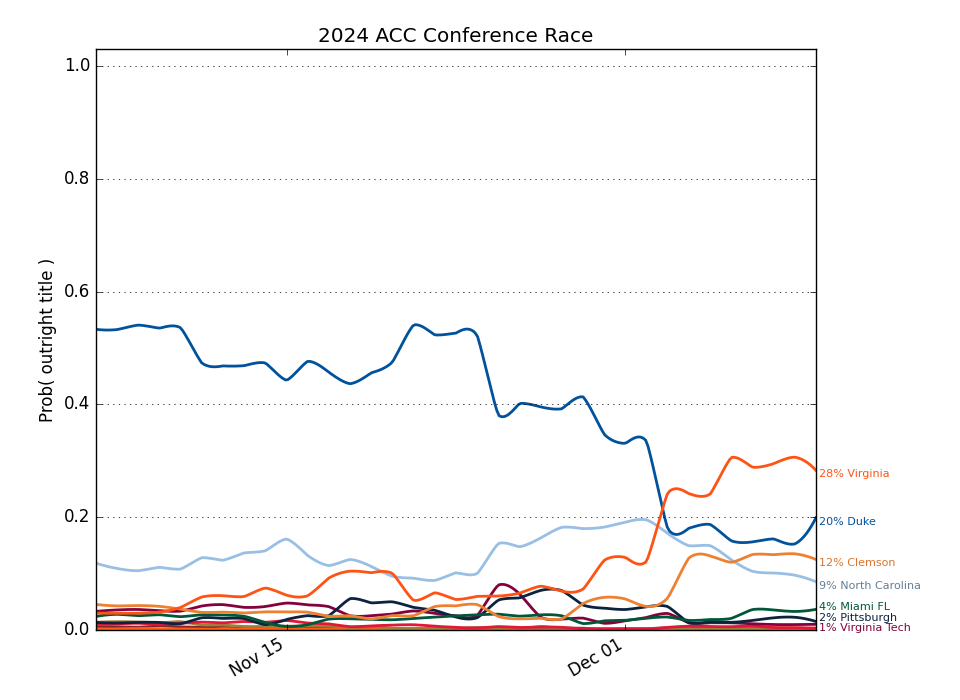 2024 ACC Conference Race
Prob( outright title )
1.0
0.8
0.6
0.4
0.2
0.0
Nov 15
Dec 01
28% Virginia
20% Duke
12% Clemson
9% North Carolina
4% Miami FL
2% Pittsburgh
1% Virginia Tech